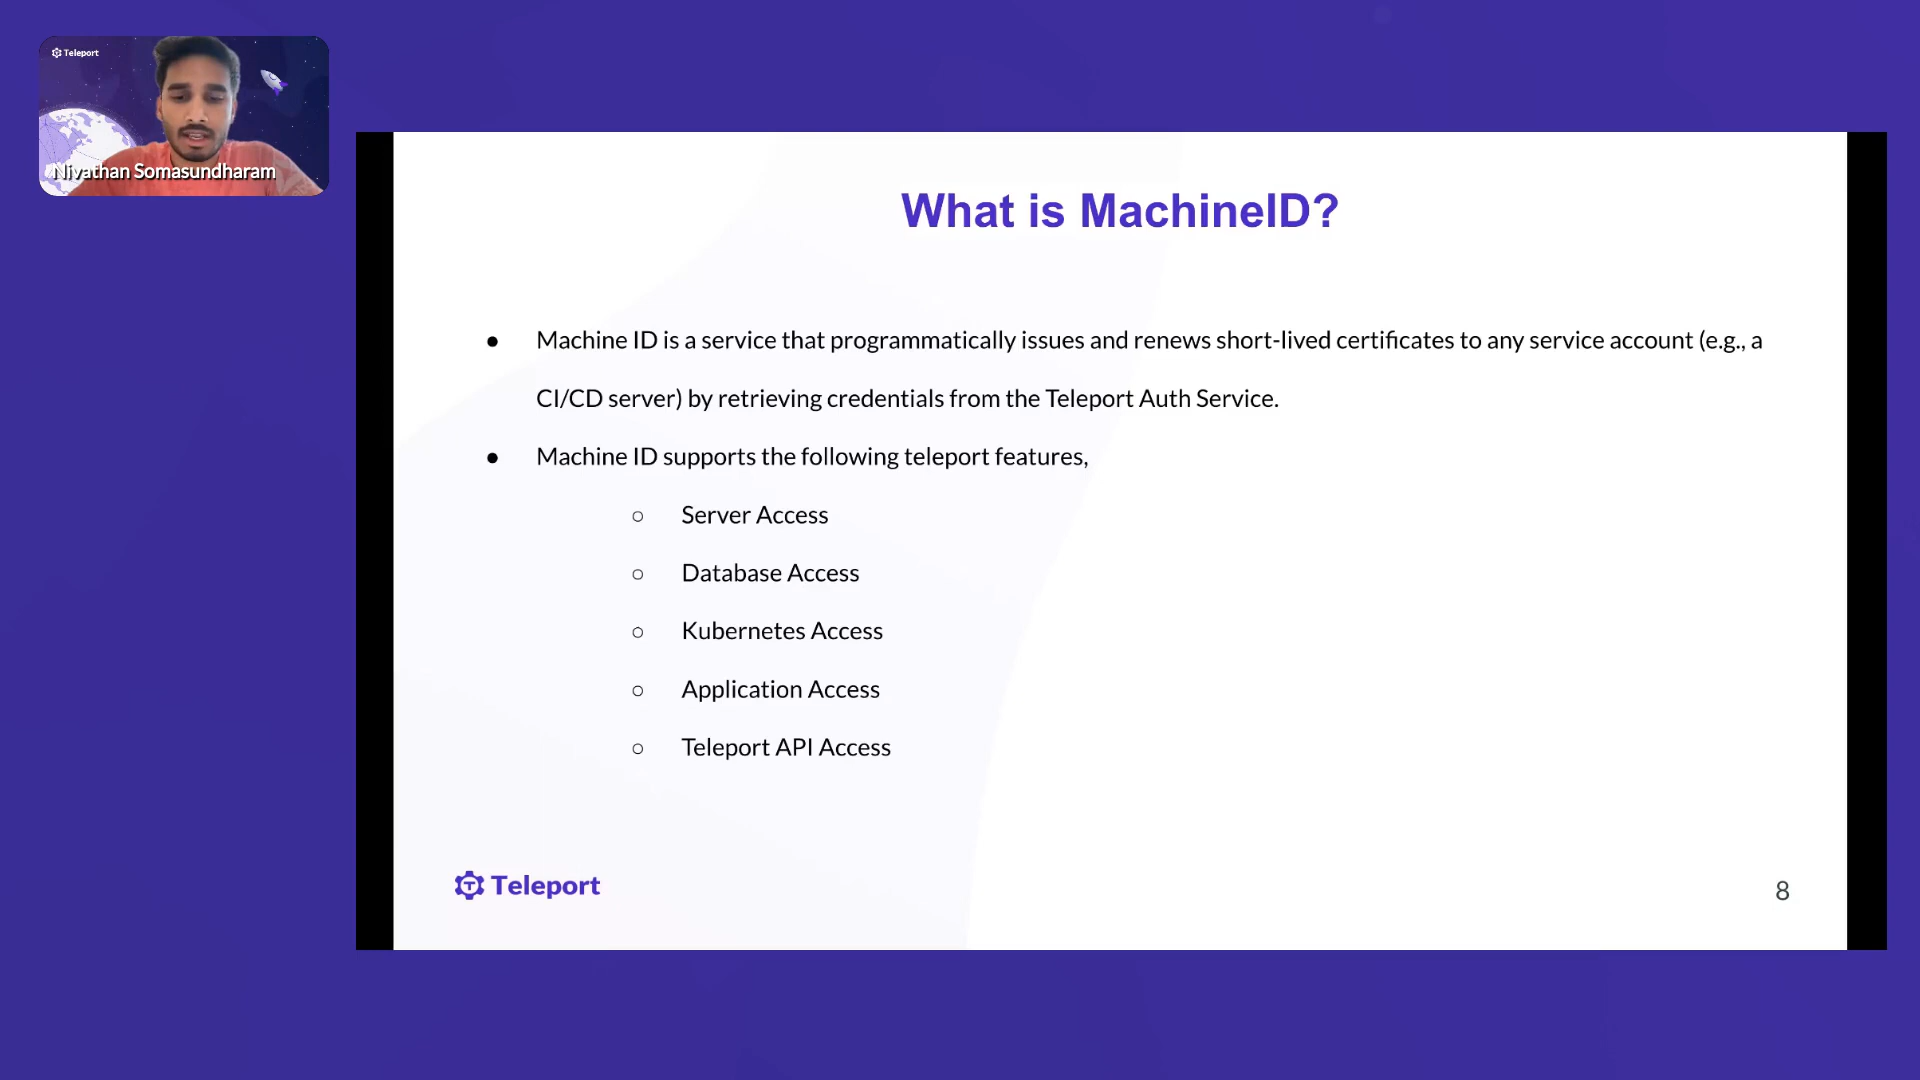 Teleport
Nivathan Somasundharam
What is MachineID?
● Machine ID is a service that programmatically issues and renews short-lived certificates to any service account (e.g., a
CI/CD server) by retrieving credentials from the Teleport Auth Service.
● Machine ID supports the following teleport features,
○ Server Access
○ Database Access
○ Kubernetes Access
○ Application Access
○ Teleport API Access
Teleport
8